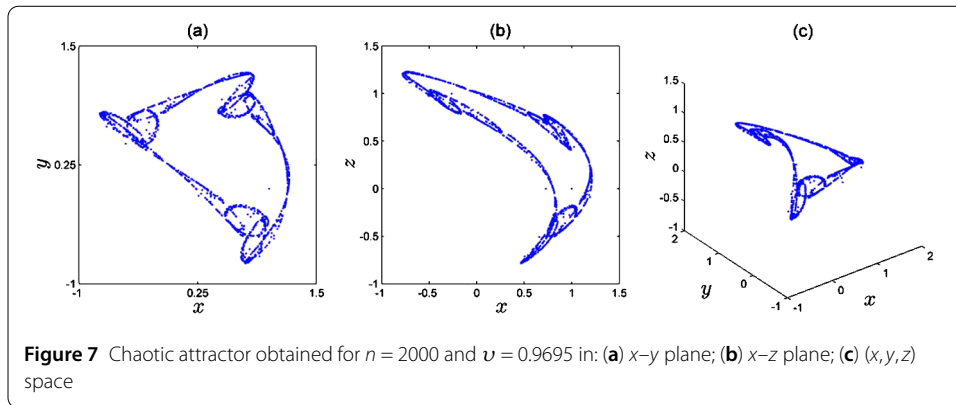 (a)
(b)
(c)
1.5
0.25
-1
y
-1
0.25
1.5
x
1.5
1
0.5
0
-0.5
-1
z
-1
-0.5
0
0.5
1
1.5
x
1.5
1
0.5
0
-0.5
-1
z
2
1
0
-1
y
-1
0
1
2
x
Figure 7 Chaotic attractor obtained for n = 2000 and υ = 0.9695 in: (a) x–y plane; (b) x–z plane; (c) (x, y, z)
space